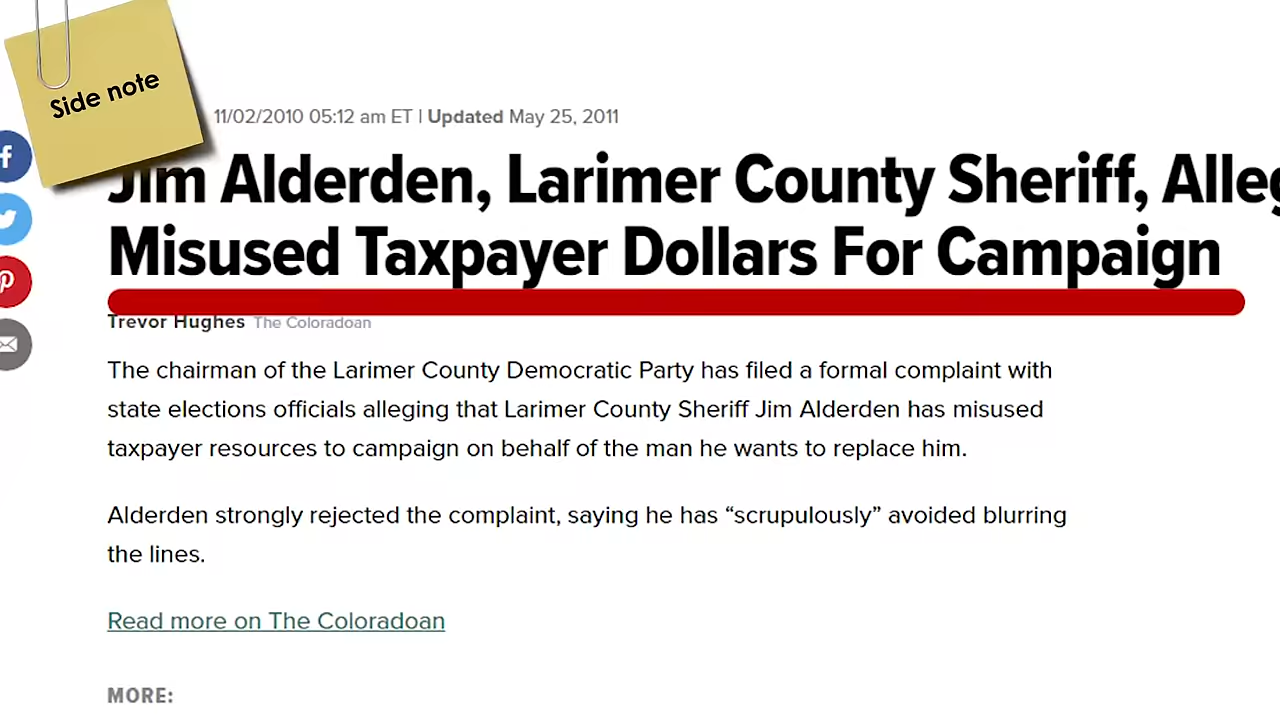 Side note
11/02/2010 05:12 am ET | Updated May 25, 2011
Jim Alderden, Larimer County Sheriff,
Misused Taxpayer Dollars For Campaign
Trevor Hughes The Coloradoan
The chairman of the Larimer County Democratic Party has filed a formal complaint with
state elections officials alleging that Larimer County Sheriff Jim Alderden has misused
taxpayer resources to campaign on behalf of the man he wants to replace him.
Alderden strongly rejected the complaint, saying he has “scrupulously” avoided blurring
the lines.
Read more on The Coloradoan
MORE: